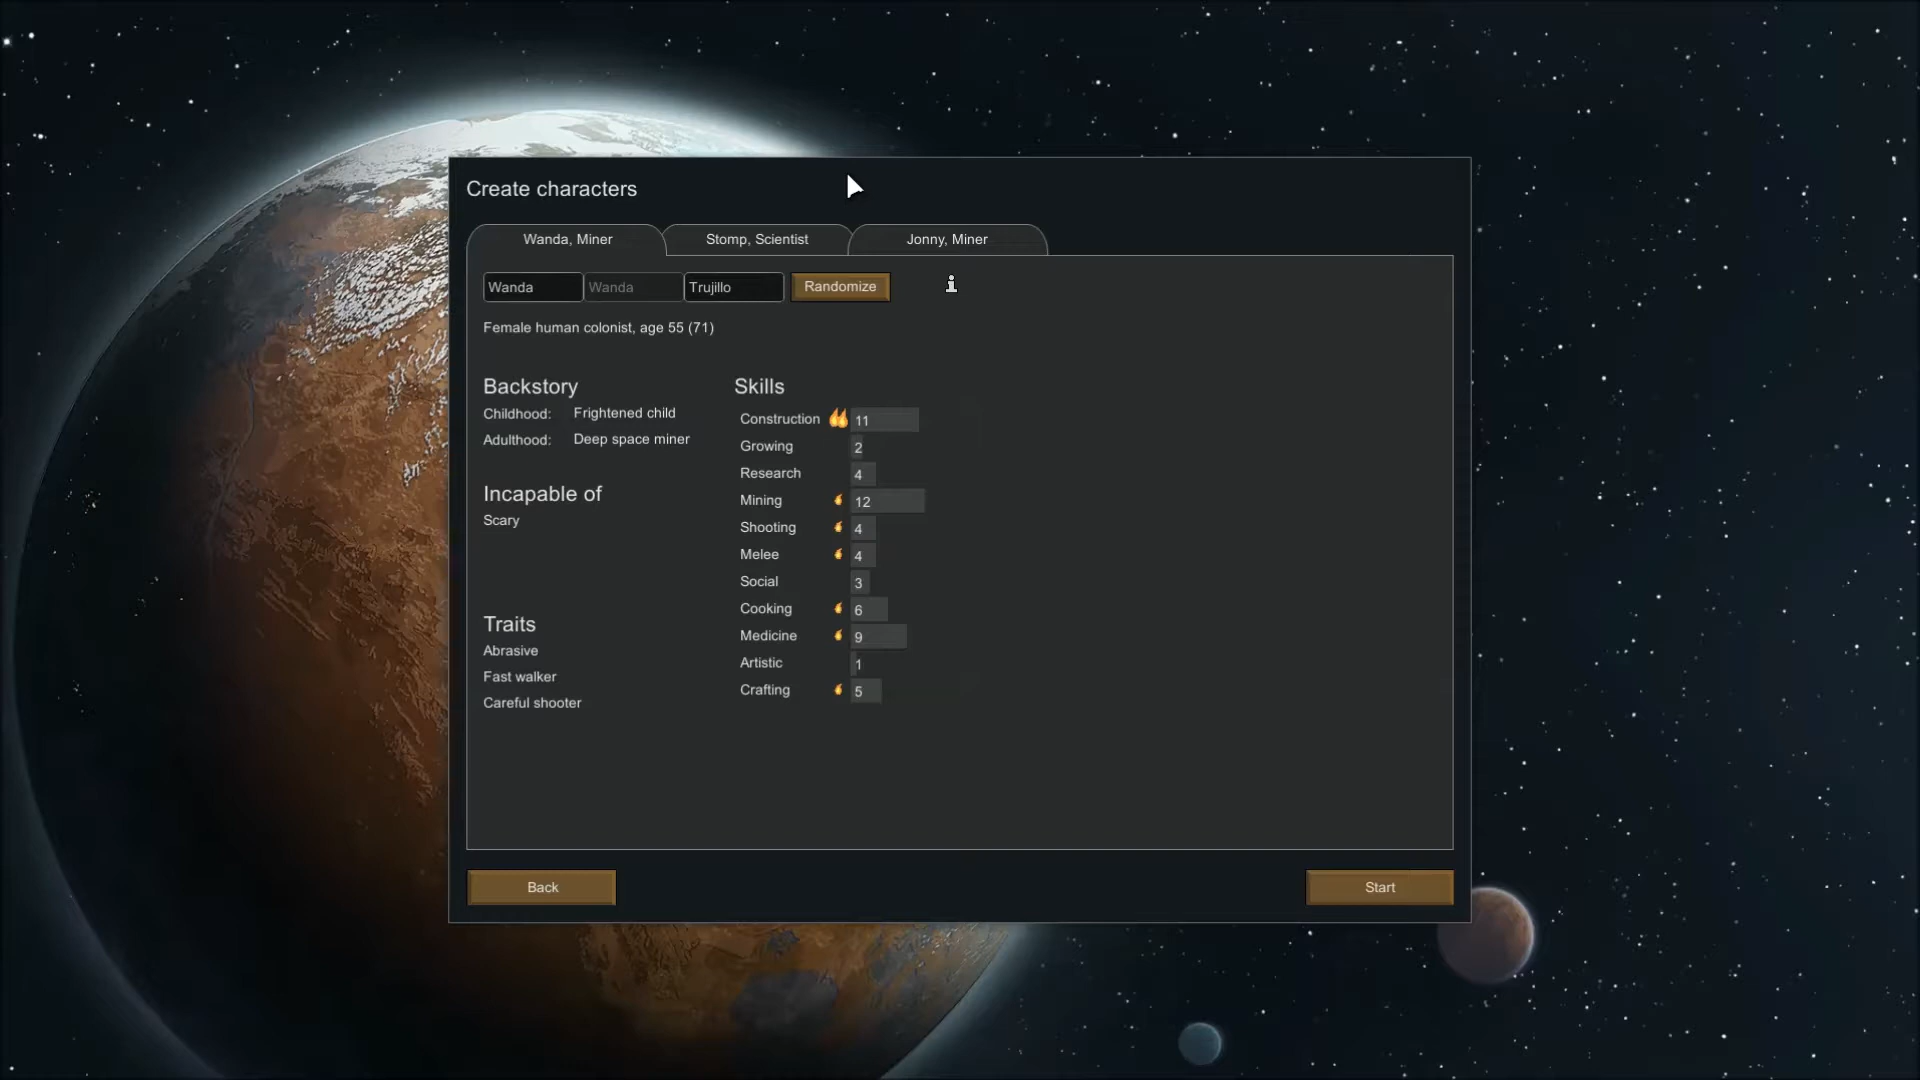 Create characters
Wanda, Miner
Stomp, Scientist
Jonny, Miner
Wanda
Wanda
Trujillo
Randomize
Female human colonist, age 55 (71)
Backstory
Childhood: Frightened child
Adulthood: Deep space miner
Incapable of
Scary
Traits
Abrasive
Fast walker
Careful shooter
Skills
Construction 11
Growing 2
Research 4
Mining 12
Shooting 4
Melee 4
Social 3
Cooking 6
Medicine 9
Artistic 1
Crafting 5
Back
Start